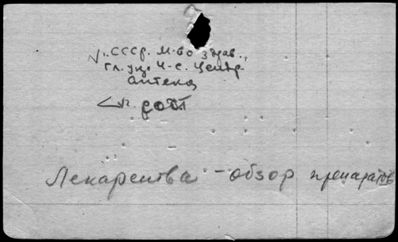 v. СССР. М-во здрав.,
гл. упр. Ч-С. Центр.
аптека
Лекарства - обзор препаратов